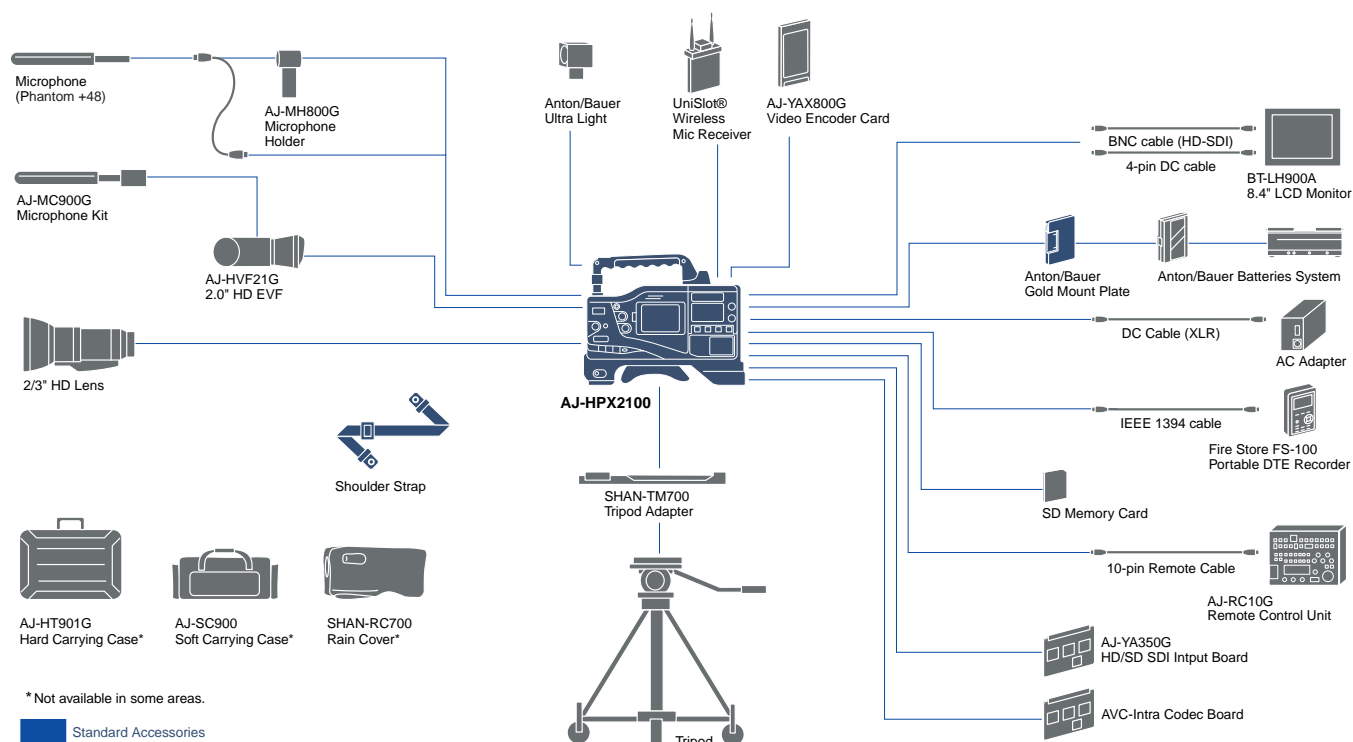 Microphone
(Phantom +48)
AJ-MH800G
Microphone
Holder
Anton/Bauer
Ultra Light
UniSlot®
Wireless
Mic Receiver
AJ-YAX800G
Video Encoder Card
BNC cable (HD-SDI)
4-pin DC cable
BT-LH900A
8.4" LCD Monitor
AJ-MC900G
Microphone Kit
AJ-HVF21G
2.0" HD EVF
Anton/Bauer
Gold Mount Plate
Anton/Bauer Batteries System
DC Cable (XLR)
AC Adapter
2/3" HD Lens
AJ-HPX2100
IEEE 1394 cable
Fire Store FS-100
Portable DTE Recorder
Shoulder Strap
SHAN-TM700
Tripod Adapter
SD Memory Card
10-pin Remote Cable
AJ-RC10G
Remote Control Unit
AJ-HT901G
Hard Carrying Case*
AJ-SC900
Soft Carrying Case*
SHAN-RC700
Rain Cover*
AJ-YA350G
HD/SD SDI Intput Board
AVC-Intra Codec Board
* Not available in some areas.
Standard Accessories
Tripod